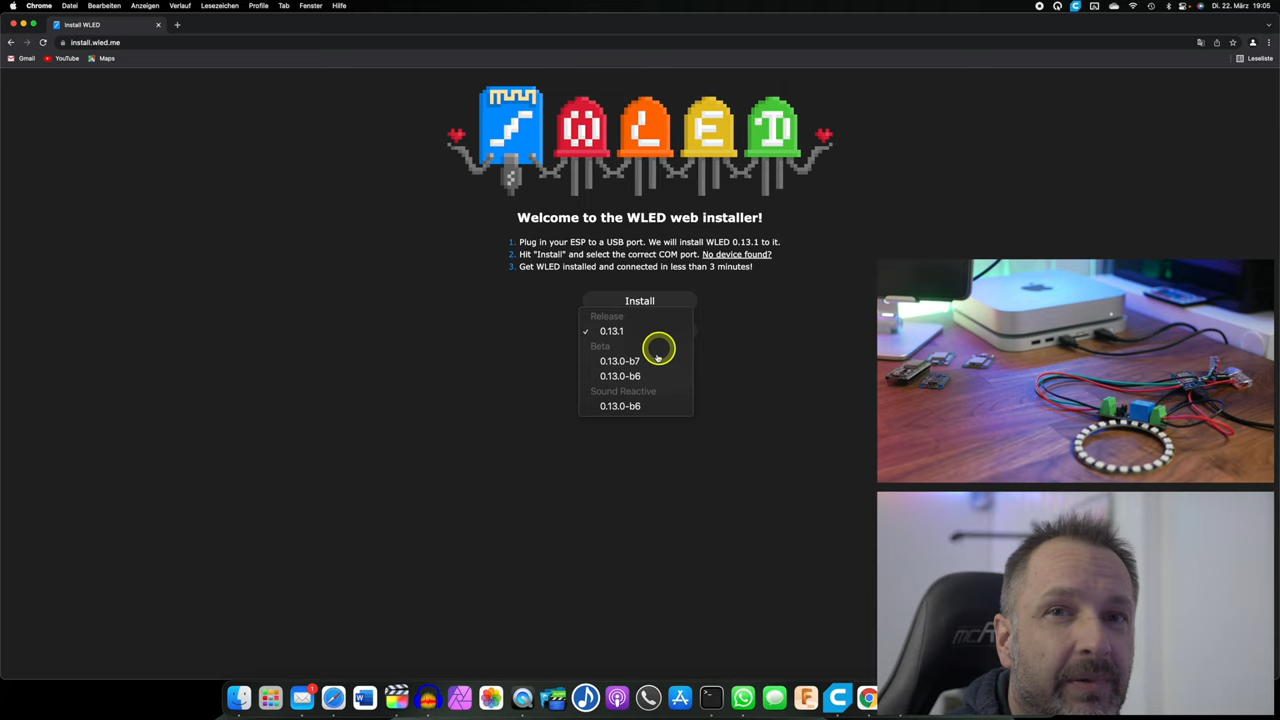 Chrome Datei Bearbeiten Anzeigen Verlauf Lesezeichen Profile Tab Fenster Hilfe
Di. 22. März 19:05
Install WLED
install.wled.me
Gmail YouTube Maps
Leseliste
WLED
Welcome to the WLED web installer!
1. Plug in your ESP to a USB port. We will install WLED 0.13.1 to it.
2. Hit "Install" and select the correct COM port. No device found?
3. Get WLED installed and connected in less than 3 minutes!
Install
Release
✓ 0.13.1
Beta
0.13.0-b7
0.13.0-b6
Sound Reactive
0.13.0-b6
1